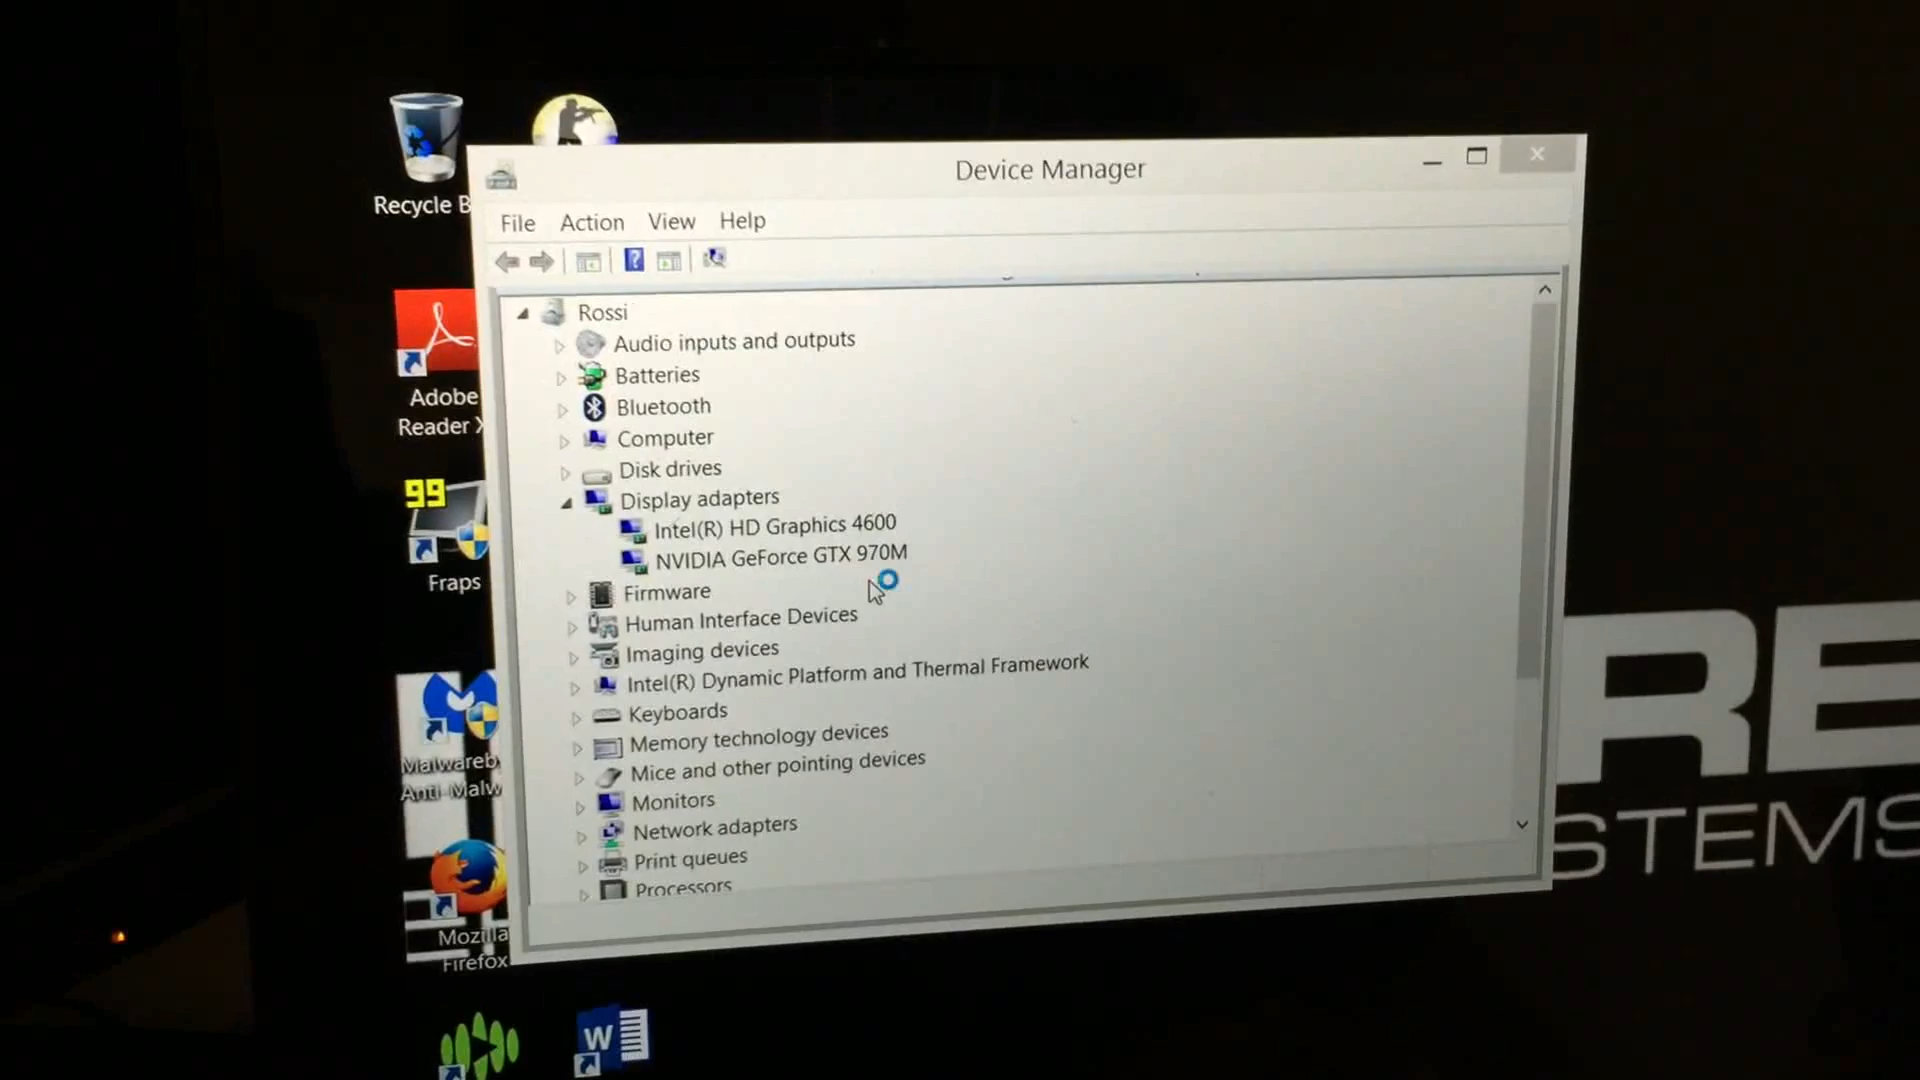 Recycle B
Device Manager
File Action View Help
Rossi
Audio inputs and outputs
Batteries
Bluetooth
Computer
Disk drives
Display adapters
Intel(R) HD Graphics 4600
NVIDIA GeForce GTX 970M
Firmware
Human Interface Devices
Imaging devices
Intel(R) Dynamic Platform and Thermal Framework
Keyboards
Memory technology devices
Mice and other pointing devices
Monitors
Network adapters
Print queues
Processors
Adobe
Reader X
99
Fraps
Malwareb
Anti-Malw
Mozilla
Firefox
W
RE
STEMS